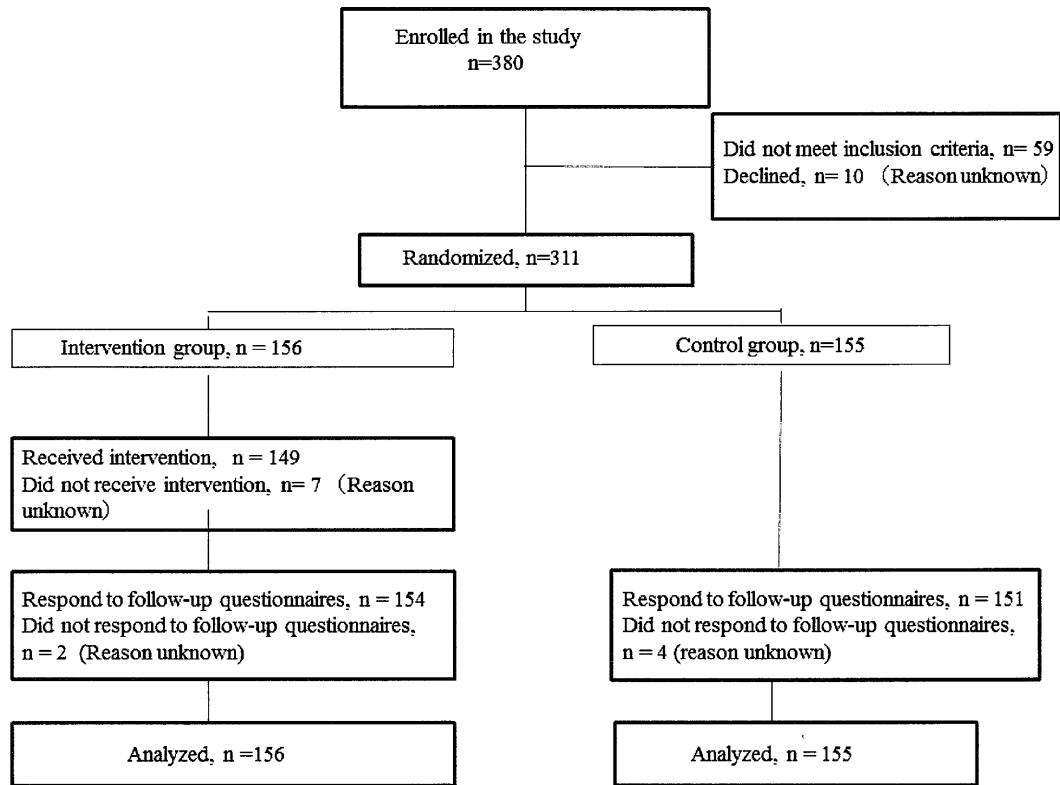 Enrolled in the study
n=380
Did not meet inclusion criteria, n= 59
Declined, n= 10 （Reason unknown）
Randomized, n=311
Intervention group, n = 156
Control group, n=155
Received intervention, n = 149
Did not receive intervention, n= 7 （Reason
unknown）
Respond to follow-up questionnaires, n = 154
Did not respond to follow-up questionnaires,
n = 2 (Reason unknown)
Respond to follow-up questionnaires, n = 151
Did not respond to follow-up questionnaires,
n = 4 (reason unknown)
Analyzed, n =156
Analyzed, n = 155